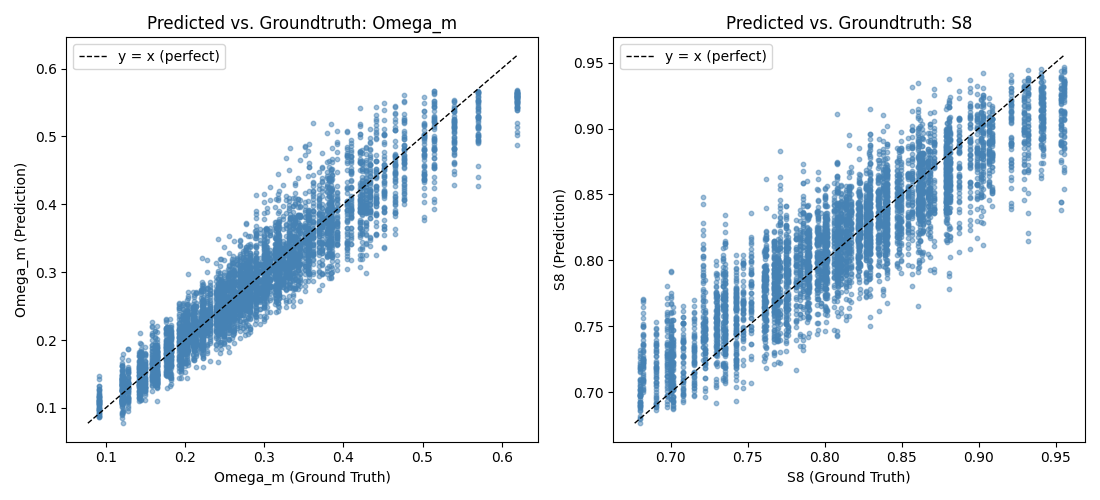 Predicted vs. Groundtruth: Omega_m
y = x (perfect)
0.6
0.5
0.4
0.3
0.2
0.1
Omega_m (Prediction)
0.1 0.2 0.3 0.4 0.5 0.6
Omega_m (Ground Truth)
Predicted vs. Groundtruth: S8
y = x (perfect)
0.95
0.90
0.85
0.80
0.75
0.70
S8 (Prediction)
0.70 0.75 0.80 0.85 0.90 0.95
S8 (Ground Truth)